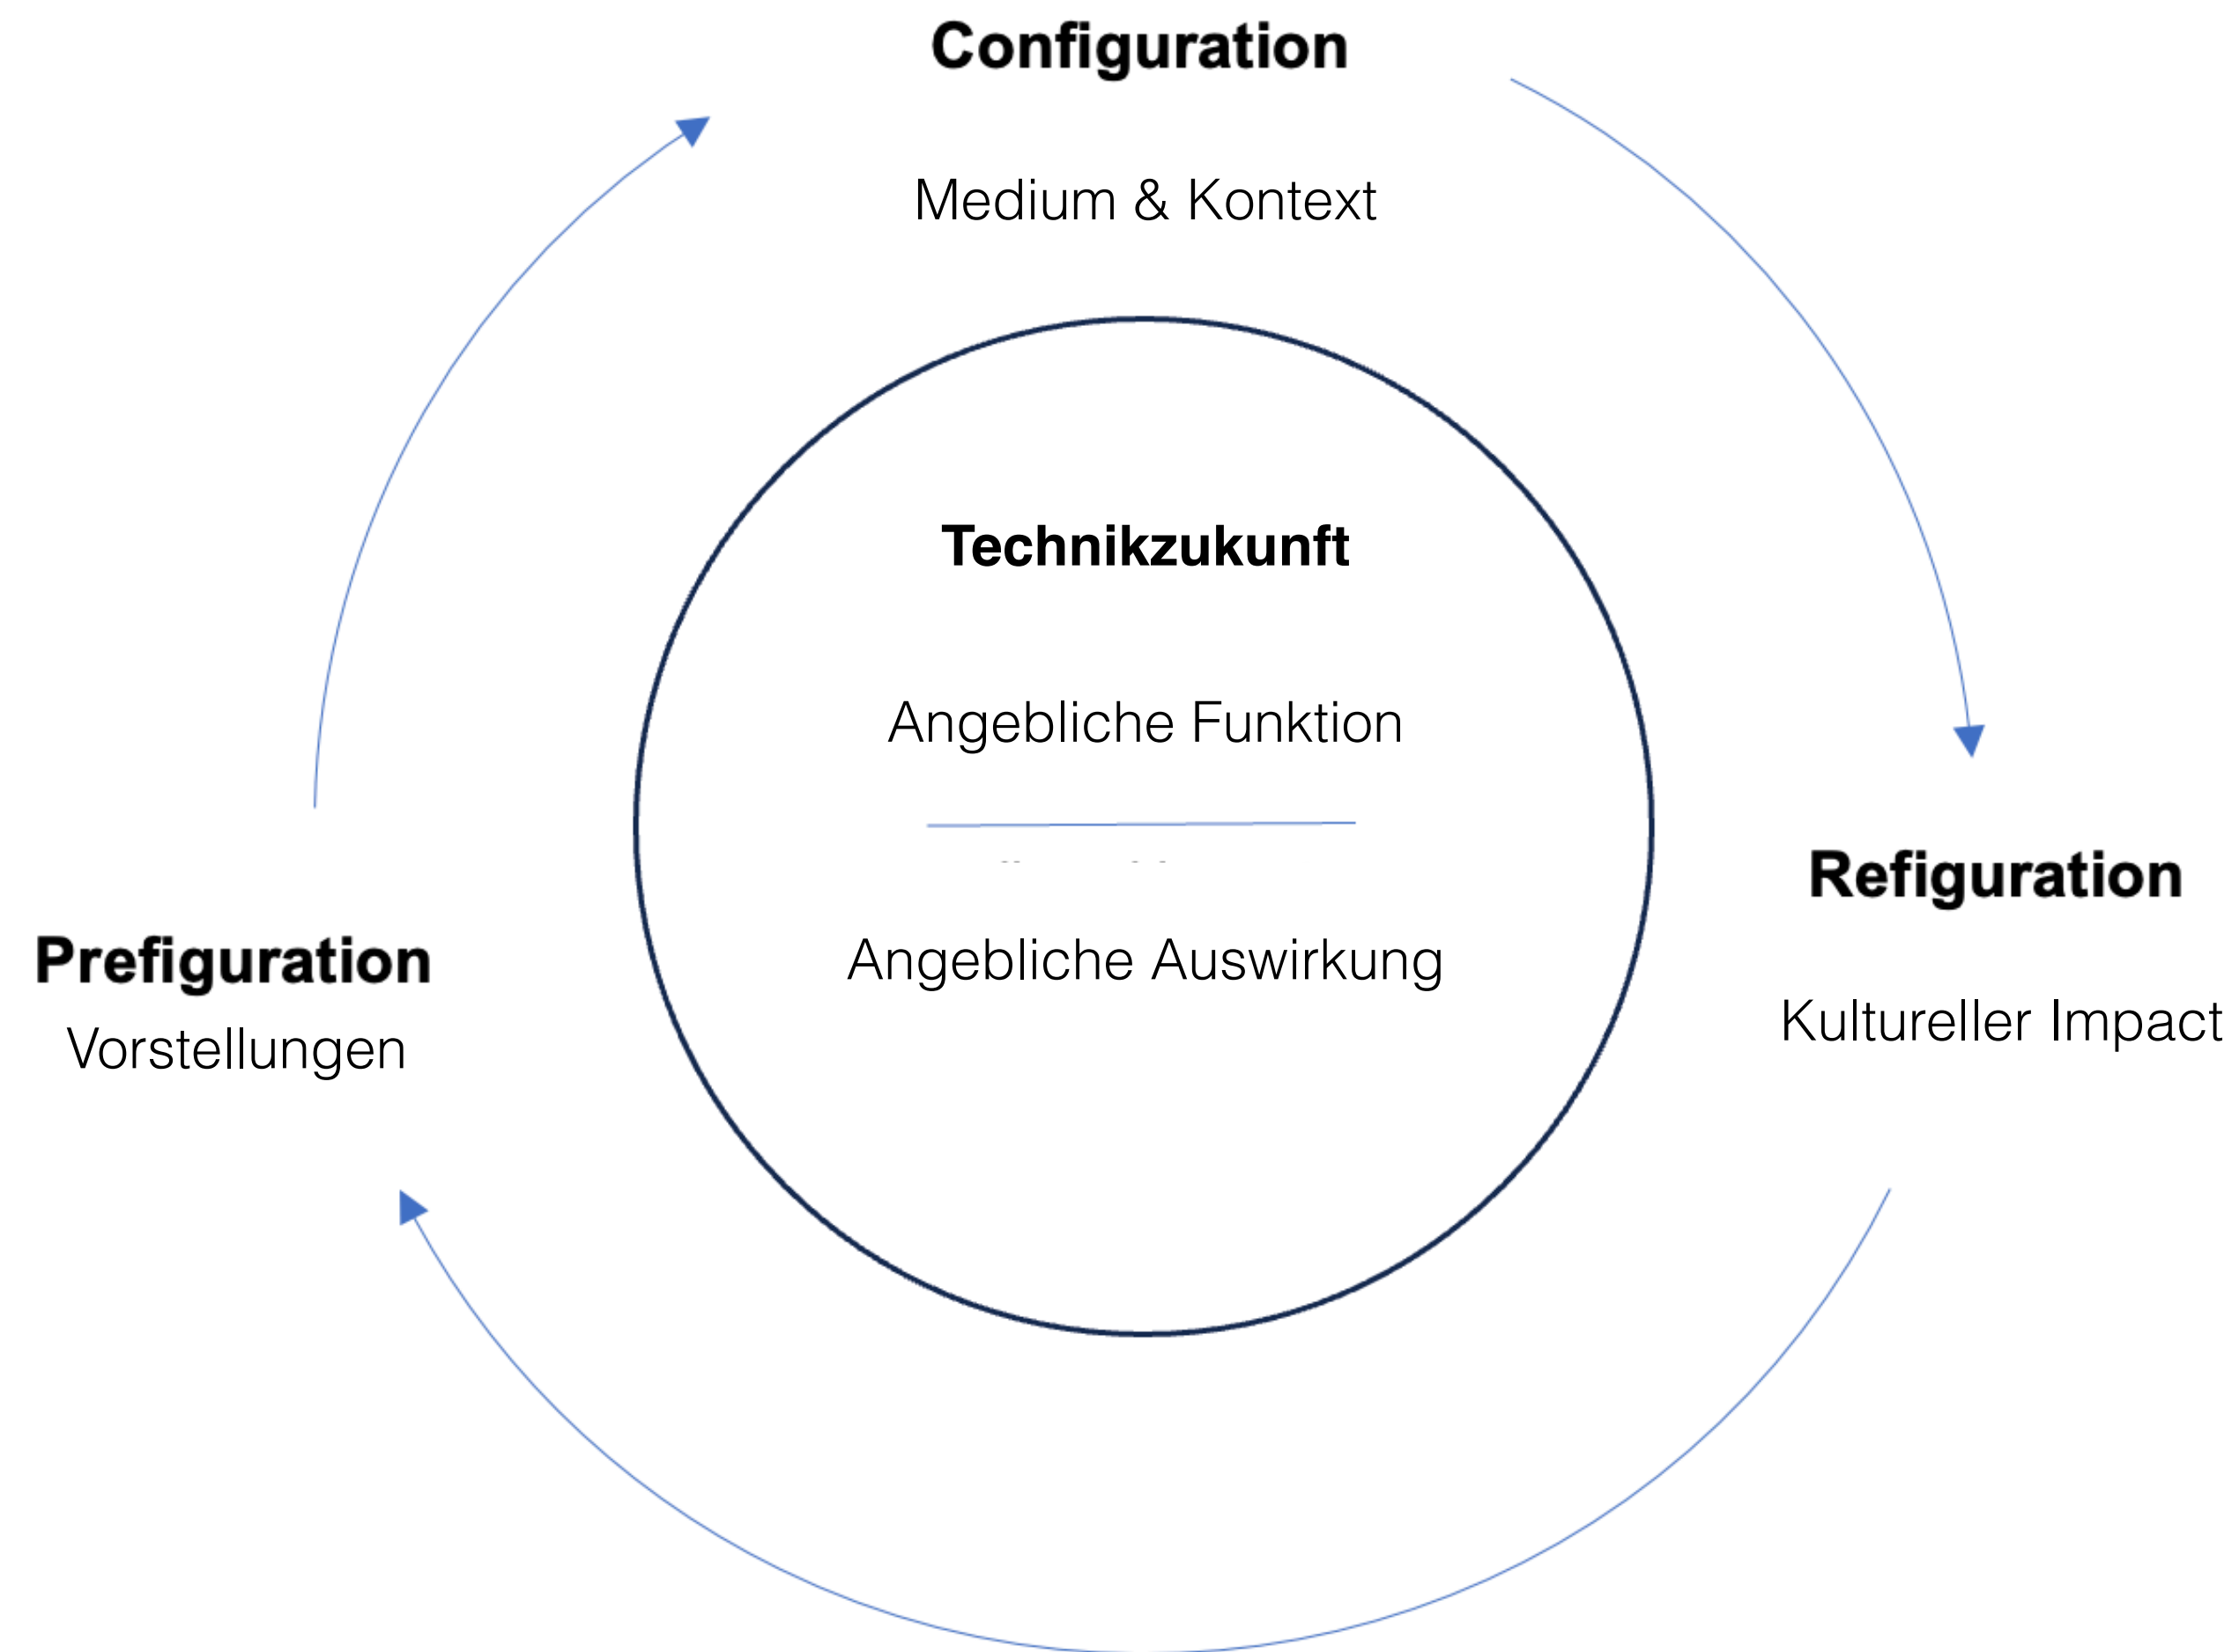 Configuration
Medium & Kontext
Technikzukunft
Angebliche Funktion
Angebliche Auswirkung
Prefiguration
Vorstellungen
Refiguration
Kultureller Impact